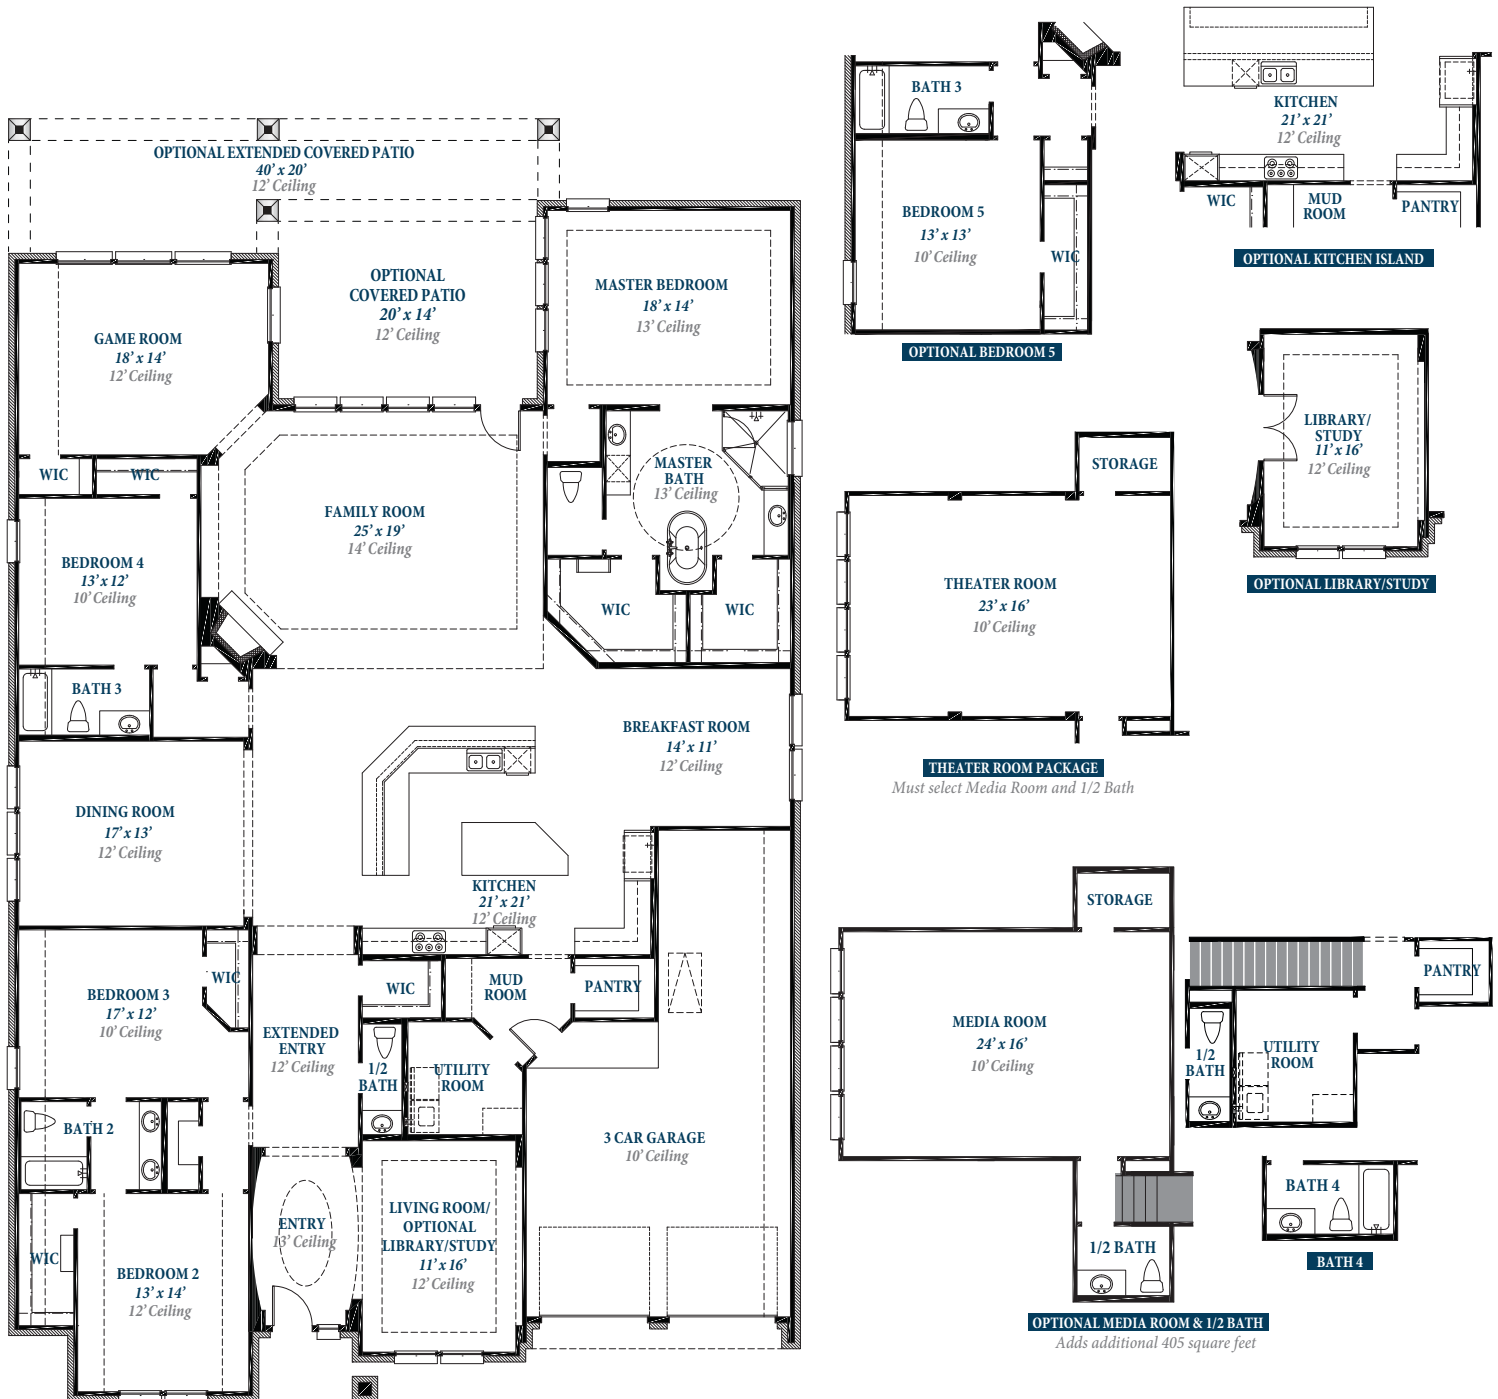 OPTIONAL EXTENDED COVERED PATIO
40' x 20'
12' Ceiling
OPTIONAL
COVERED PATIO
20' x 14'
12' Ceiling
MASTER BEDROOM
18' x 14'
13' Ceiling
GAME ROOM
18' x 14'
12' Ceiling
WIC
WIC
FAMILY ROOM
25' x 19'
14' Ceiling
MASTER
BATH
13' Ceiling
BEDROOM 4
13' x 12'
10' Ceiling
WIC
WIC
BATH 3
BREAKFAST ROOM
14' x 11'
12' Ceiling
DINING ROOM
17' x 13'
12' Ceiling
KITCHEN
21' x 21'
12' Ceiling
WIC
BEDROOM 3
17' x 12'
10' Ceiling
WIC
MUD
ROOM
PANTRY
EXTENDED
ENTRY
12' Ceiling
1/2
BATH
UTILITY
ROOM
BATH 2
3 CAR GARAGE
10' Ceiling
WIC
BEDROOM 2
13' x 14'
12' Ceiling
ENTRY
13' Ceiling
LIVING ROOM/
OPTIONAL
LIBRARY/STUDY
11' x 16'
12' Ceiling
BATH 3
BEDROOM 5
13' x 13'
10' Ceiling
WIC
OPTIONAL BEDROOM 5
KITCHEN
21' x 21'
12' Ceiling
WIC
MUD
ROOM
PANTRY
OPTIONAL KITCHEN ISLAND
LIBRARY/
STUDY
11' x 16'
12' Ceiling
OPTIONAL LIBRARY/STUDY
STORAGE
THEATER ROOM
23' x 16'
10' Ceiling
THEATER ROOM PACKAGE
Must select Media Room and 1/2 Bath
STORAGE
MEDIA ROOM
24' x 16'
10' Ceiling
1/2 BATH
PANTRY
1/2
BATH
UTILITY
ROOM
BATH 4
BATH 4
OPTIONAL MEDIA ROOM & 1/2 BATH
Adds additional 405 square feet